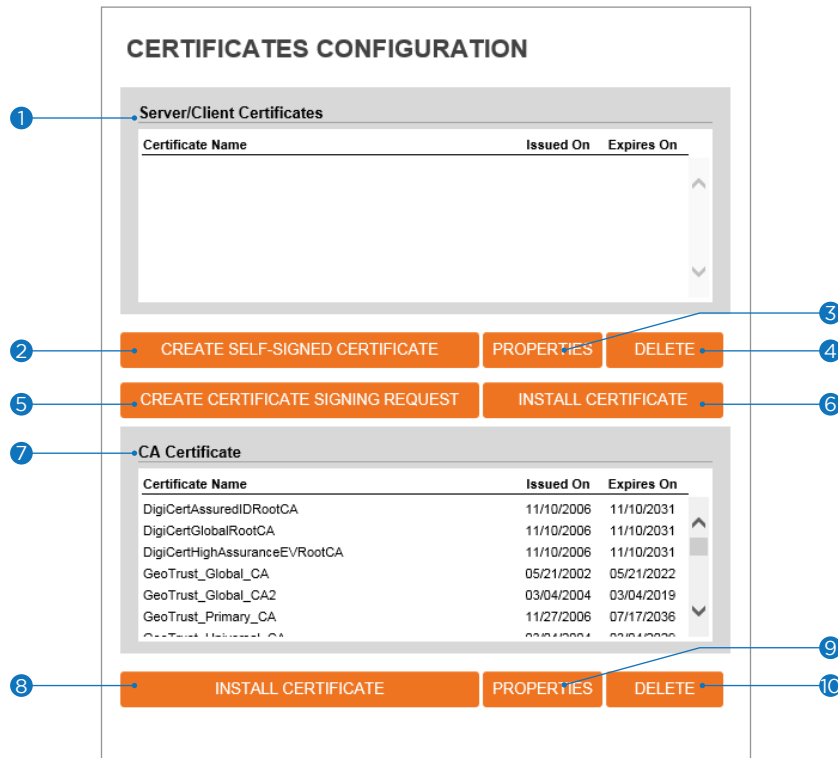 CERTIFICATES CONFIGURATION
1 Server/Client Certificates
Certificate Name Issued On Expires On
3
2 CREATE SELF-SIGNED CERTIFICATE PROPERTIES DELETE 4
5 CREATE CERTIFICATE SIGNING REQUEST INSTALL CERTIFICATE 6
7 CA Certificate
Certificate Name Issued On Expires On
DigiCertAssuredIDRootCA 11/10/2006 11/10/2031
DigiCertGlobalRootCA 11/10/2006 11/10/2031
DigiCertHighAssuranceEVRootCA 11/10/2006 11/10/2031
GeoTrust_Global_CA 05/21/2002 05/21/2022
GeoTrust_Global_CA2 03/04/2004 03/04/2019
GeoTrust_Primary_CA 11/27/2006 07/17/2036
9
8 INSTALL CERTIFICATE PROPERTIES DELETE 10